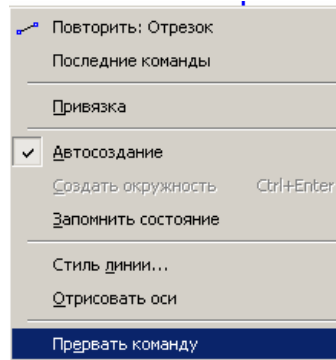 Повторить: Отрезок
Последние команды
Привязка
Автосоздание
Создать окружность Ctrl+Enter
Запомнить состояние
Стиль линии...
Отрисовать оси
Прервать команду